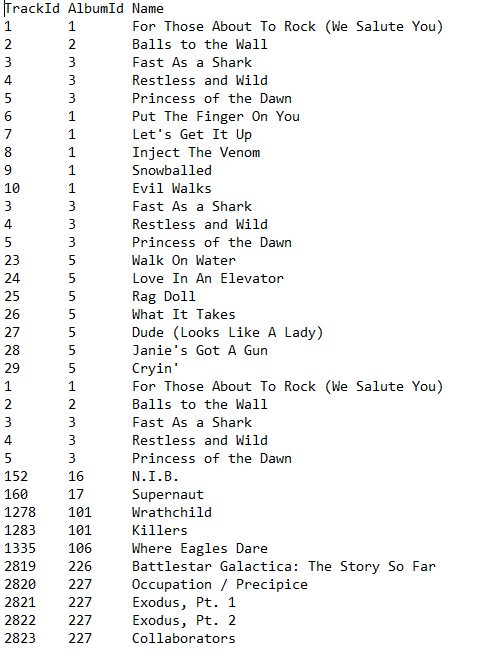 TrackId AlbumId Name
1 1 For Those About To Rock (We Salute You)
2 2 Balls to the Wall
3 3 Fast As a Shark
4 3 Restless and Wild
5 3 Princess of the Dawn
6 1 Put The Finger On You
7 1 Let's Get It Up
8 1 Inject The Venom
9 1 Snowballed
10 1 Evil Walks
3 3 Fast As a Shark
4 3 Restless and Wild
5 3 Princess of the Dawn
23 5 Walk On Water
24 5 Love In An Elevator
25 5 Rag Doll
26 5 What It Takes
27 5 Dude (Looks Like A Lady)
28 5 Janie's Got A Gun
29 5 Cryin'
1 1 For Those About To Rock (We Salute You)
2 2 Balls to the Wall
3 3 Fast As a Shark
4 3 Restless and Wild
5 3 Princess of the Dawn
152 16 N.I.B.
160 17 Supernaut
1278 101 Wrathchild
1283 101 Killers
1335 106 Where Eagles Dare
2819 226 Battlestar Galactica: The Story So Far
2820 227 Occupation / Precipice
2821 227 Exodus, Pt. 1
2822 227 Exodus, Pt. 2
2823 227 Collaborators